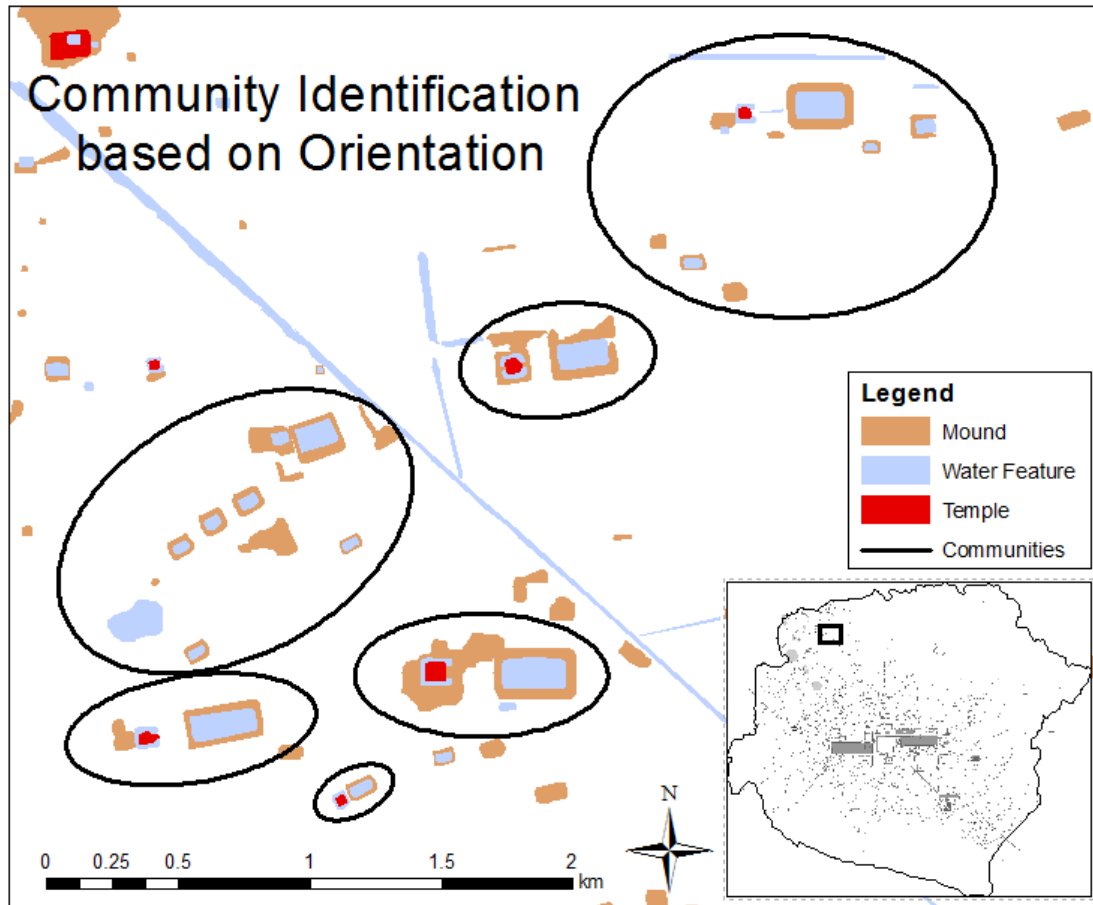 Community Identification
based on Orientation
Legend
Mound
Water Feature
Temple
Communities
N
0 0.25 0.5 1 1.5 2
km